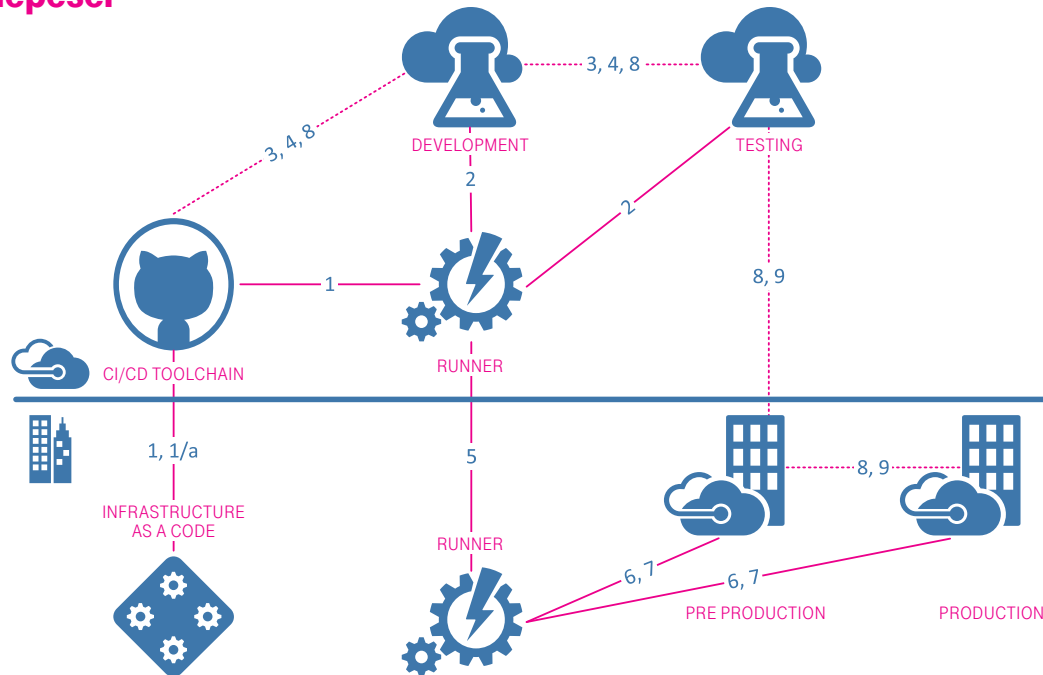 3, 4, 8
DEVELOPMENT
TESTING
3, 4, 8
2
2
8, 9
1
CI/CD TOOLCHAIN
RUNNER
1, 1/a
5
8, 9
INFRASTRUCTURE
AS A CODE
RUNNER
6, 7
6, 7
PRE PRODUCTION
PRODUCTION